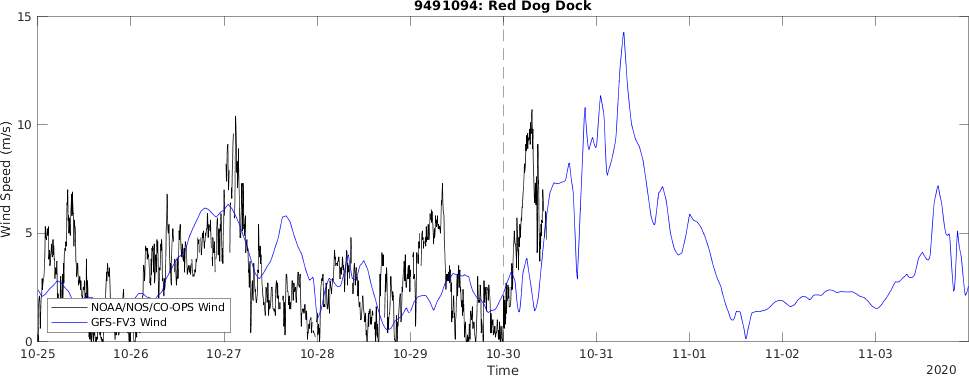 9491094: Red Dog Dock
15
10
5
0
Wind Speed (m/s)
NOAA/NOS/CO-OPS Wind
GFS-FV3 Wind
10-25 10-26 10-27 10-28 10-29 10-30 10-31 11-01 11-02 11-03
Time
2020